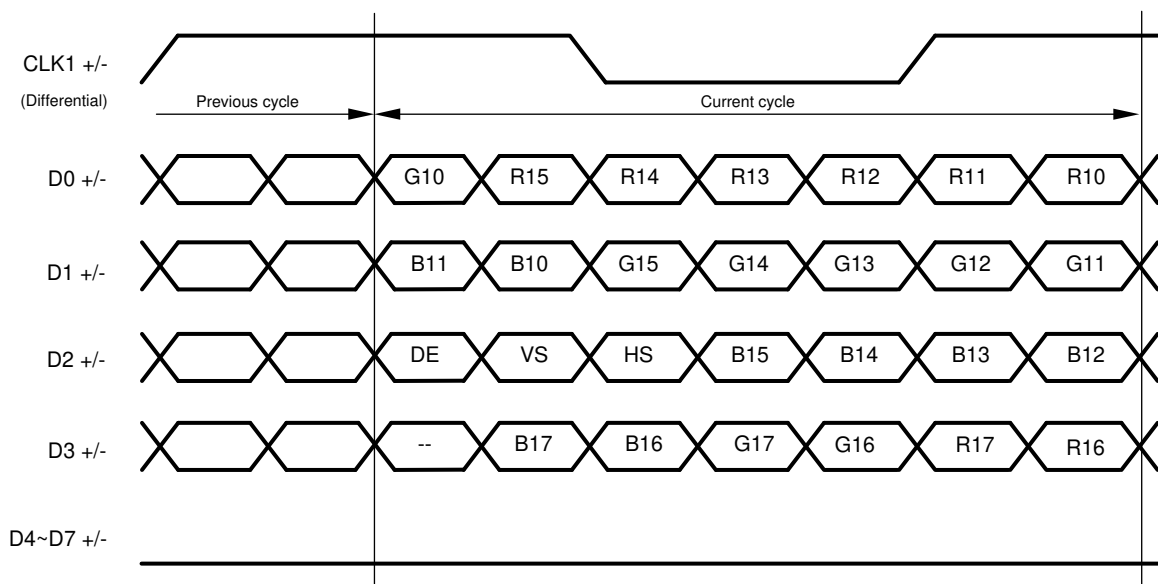 CLK1 +/-
(Differential)
Previous cycle Current cycle
D0 +/- G10 R15 R14 R13 R12 R11 R10
D1 +/- B11 B10 G15 G14 G13 G12 G11
D2 +/- DE VS HS B15 B14 B13 B12
D3 +/- -- B17 B16 G17 G16 R17 R16
D4~D7 +/-